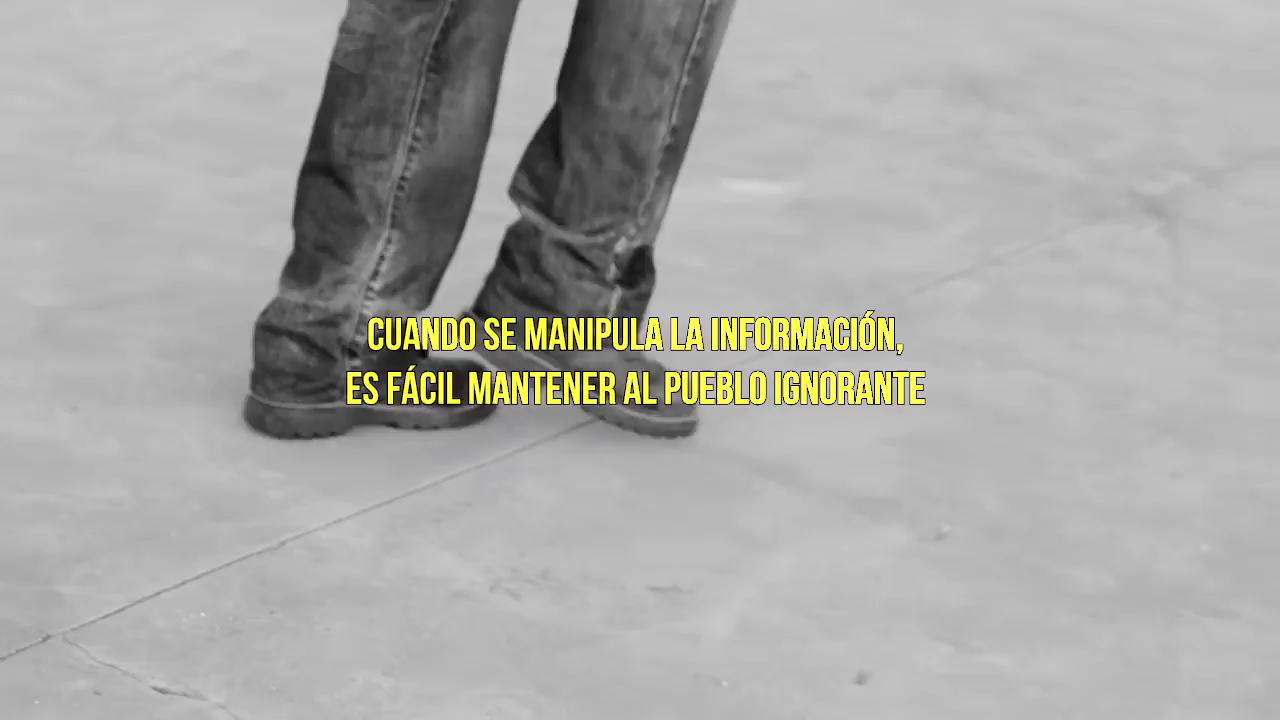 CUANDO SE MANIPULA LA INFORMACIÓN,
ES FÁCIL MANTENER AL PUEBLO IGNORANTE